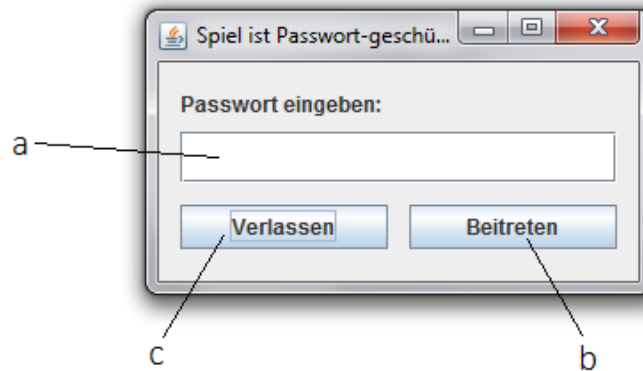 Spiel ist Passwort-geschü...
Passwort eingeben:
a
Verlassen Beitreten
c b